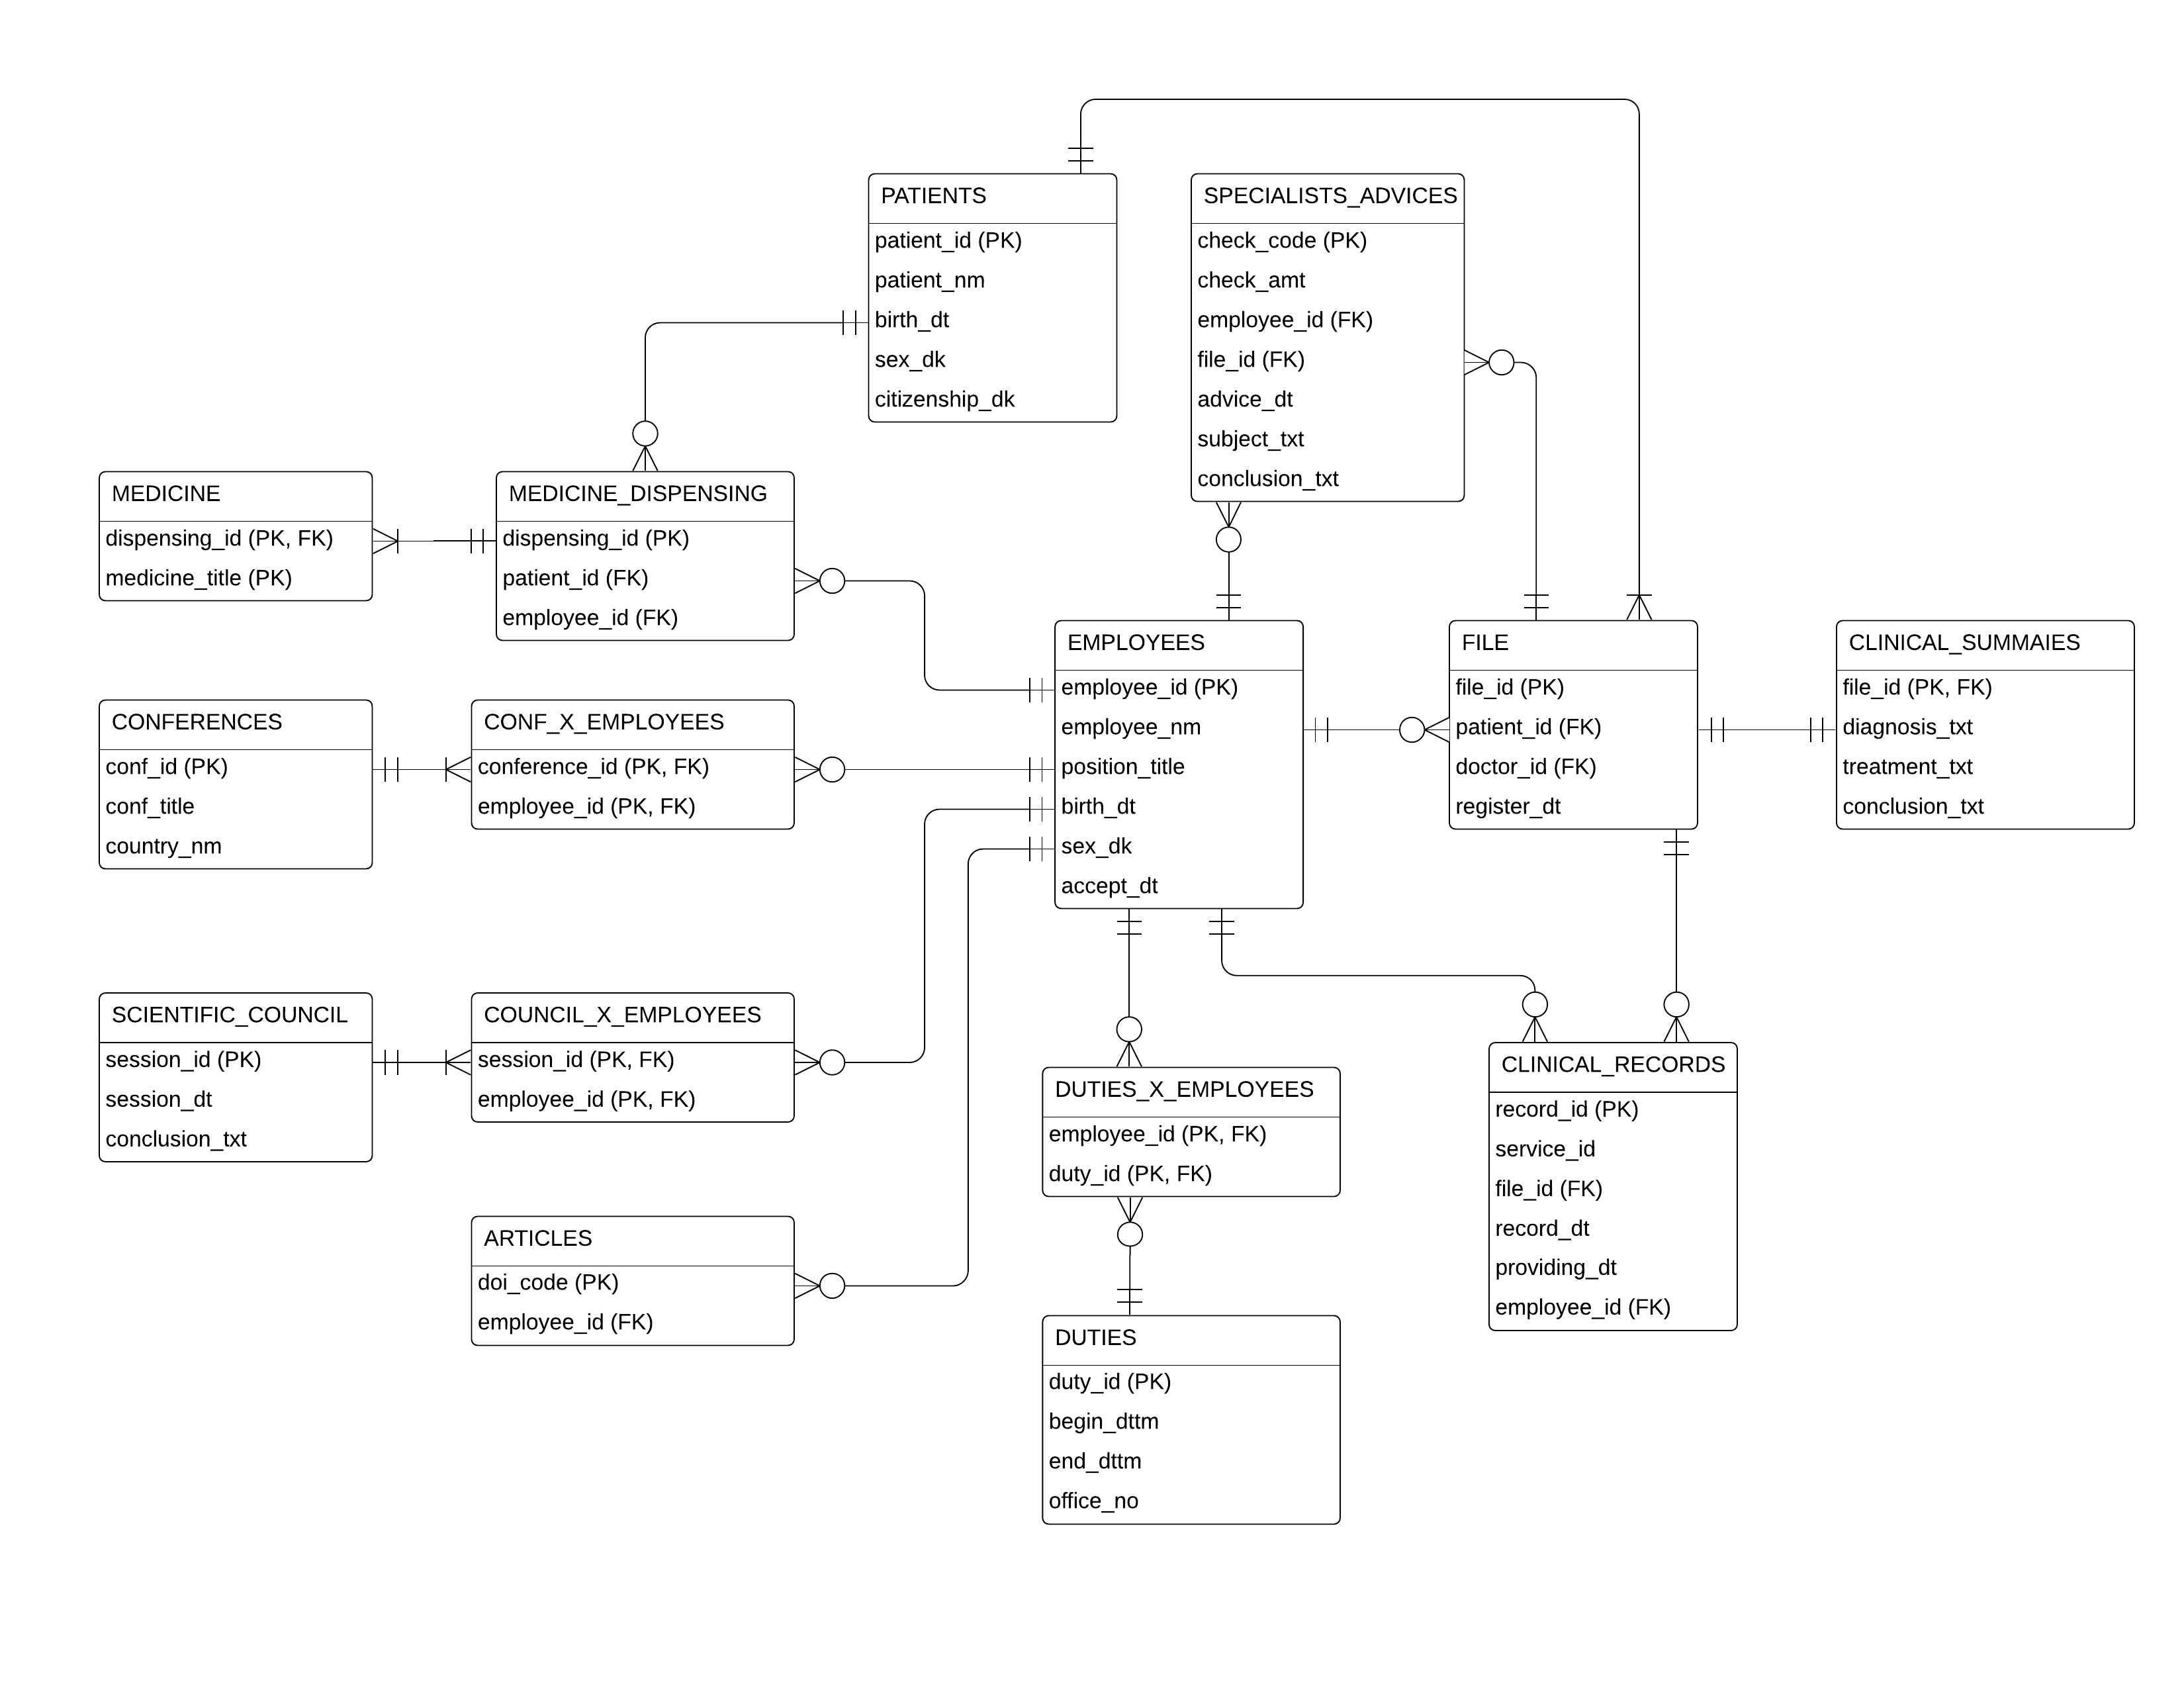 PATIENTS
patient_id (PK)
patient_nm
birth_dt
sex_dk
citizenship_dk
SPECIALISTS_ADVICES
check_code (PK)
check_amt
employee_id (FK)
file_id (FK)
advice_dt
subject_txt
conclusion_txt
MEDICINE
dispensing_id (PK, FK)
medicine_title (PK)
MEDICINE_DISPENSING
dispensing_id (PK)
patient_id (FK)
employee_id (FK)
EMPLOYEES
employee_id (PK)
employee_nm
position_title
birth_dt
sex_dk
accept_dt
FILE
file_id (PK)
patient_id (FK)
doctor_id (FK)
register_dt
CLINICAL_SUMMAIES
file_id (PK, FK)
diagnosis_txt
treatment_txt
conclusion_txt
CONFERENCES
conf_id (PK)
conf_title
country_nm
CONF_X_EMPLOYEES
conference_id (PK, FK)
employee_id (PK, FK)
SCIENTIFIC_COUNCIL
session_id (PK)
session_dt
conclusion_txt
COUNCIL_X_EMPLOYEES
session_id (PK, FK)
employee_id (PK, FK)
DUTIES_X_EMPLOYEES
employee_id (PK, FK)
duty_id (PK, FK)
CLINICAL_RECORDS
record_id (PK)
service_id
file_id (FK)
record_dt
providing_dt
employee_id (FK)
ARTICLES
doi_code (PK)
employee_id (FK)
DUTIES
duty_id (PK)
begin_dttm
end_dttm
office_no